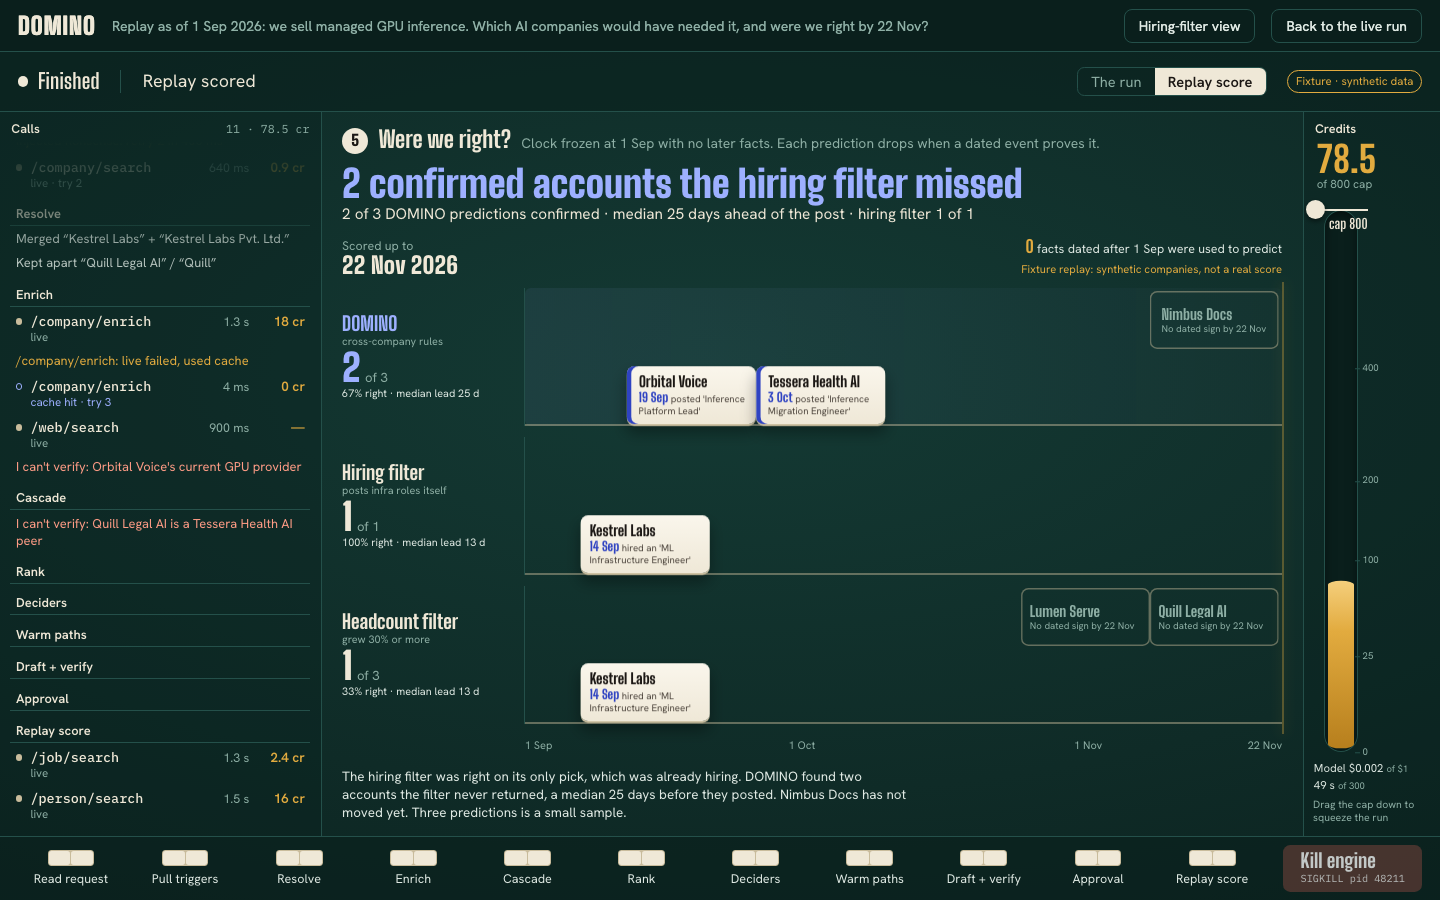 DOMINO
Replay as of 1 Sep 2026: we sell managed GPU inference. Which AI companies would have needed it, and were we right by 22 Nov?
Hiring-filter view
Back to the live run
Finished
Replay scored
The run
Replay score
Fixture · synthetic data
Calls
11 · 78.5 cr
/company/search 640 ms 0.9 cr
live · try 2
Resolve
Merged “Kestrel Labs” + “Kestrel Labs Pvt. Ltd.”
Kept apart “Quill Legal AI” / “Quill”
Enrich
/company/enrich 1.3 s 18 cr
live
/company/enrich: live failed, used cache
/company/enrich 4 ms 0 cr
cache hit · try 3
/web/search 900 ms —
live
I can't verify: Orbital Voice's current GPU provider
Cascade
I can't verify: Quill Legal AI is a Tessera Health AI
peer
Rank
Deciders
Warm paths
Draft + verify
Approval
Replay score
/job/search 1.3 s 2.4 cr
live
/person/search 1.5 s 16 cr
live
5 Were we right? Clock frozen at 1 Sep with no later facts. Each prediction drops when a dated event proves it.
2 confirmed accounts the hiring filter missed
2 of 3 DOMINO predictions confirmed · median 25 days ahead of the post · hiring filter 1 of 1
Scored up to
22 Nov 2026
0 facts dated after 1 Sep were used to predict
Fixture replay: synthetic companies, not a real score
DOMINO
cross-company rules
2 of 3
67% right · median lead 25 d
Nimbus Docs
No dated sign by 22 Nov
Orbital Voice
19 Sep posted 'Inference
Platform Lead'
Tessera Health AI
3 Oct posted 'Inference
Migration Engineer'
Hiring filter
posts infra roles itself
1 of 1
100% right · median lead 13 d
Kestrel Labs
14 Sep hired an 'ML
Infrastructure Engineer'
Headcount filter
grew 30% or more
1 of 3
33% right · median lead 13 d
Lumen Serve
No dated sign by 22 Nov
Quill Legal AI
No dated sign by 22 Nov
Kestrel Labs
14 Sep hired an 'ML
Infrastructure Engineer'
1 Sep 1 Oct 1 Nov 22 Nov
The hiring filter was right on its only pick, which was already hiring. DOMINO found two
accounts the filter never returned, a median 25 days before they posted. Nimbus Docs has not
moved yet. Three predictions is a small sample.
Credits
78.5
of 800 cap
cap 800
400
200
100
25
0
Model $0.002 of $1
49 s of 300
Drag the cap down to
squeeze the run
Read request
Pull triggers
Resolve
Enrich
Cascade
Rank
Deciders
Warm paths
Draft + verify
Approval
Replay score
Kill engine
SIGKILL pid 48211